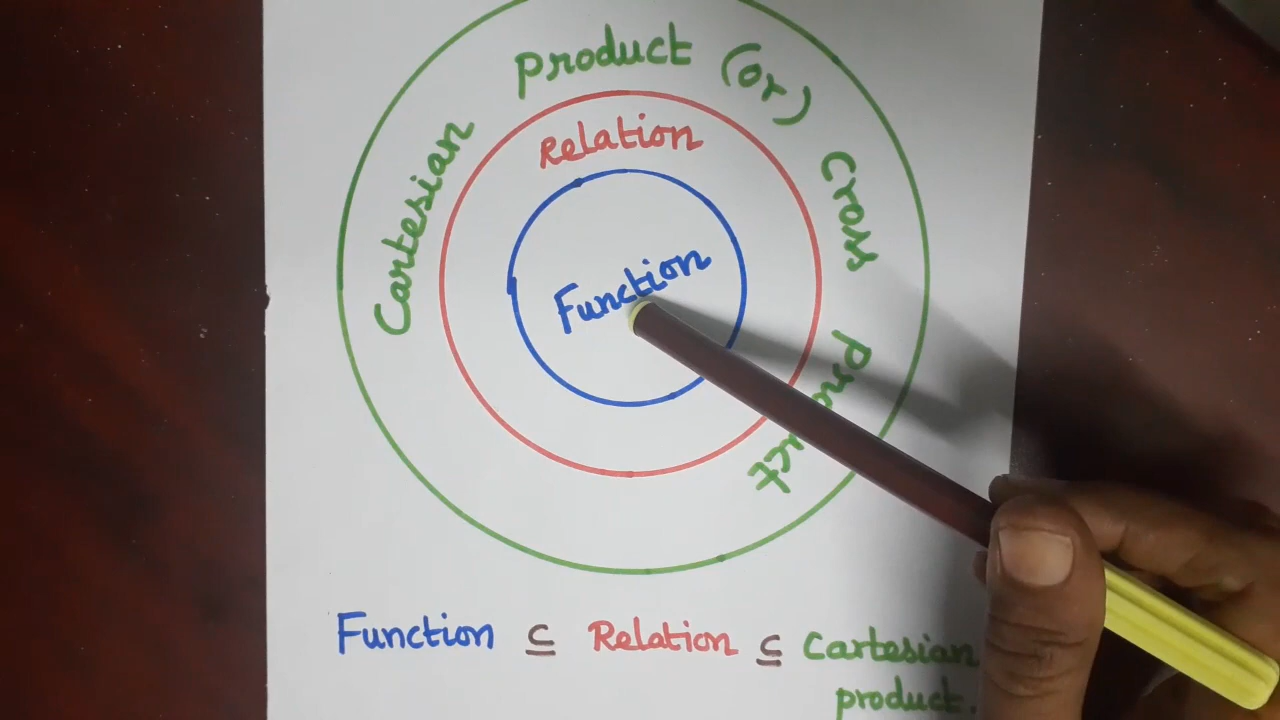 Cartesian product (or) Cross product
Relation
Function
Function ⊆ Relation ⊆ Cartesian
product.